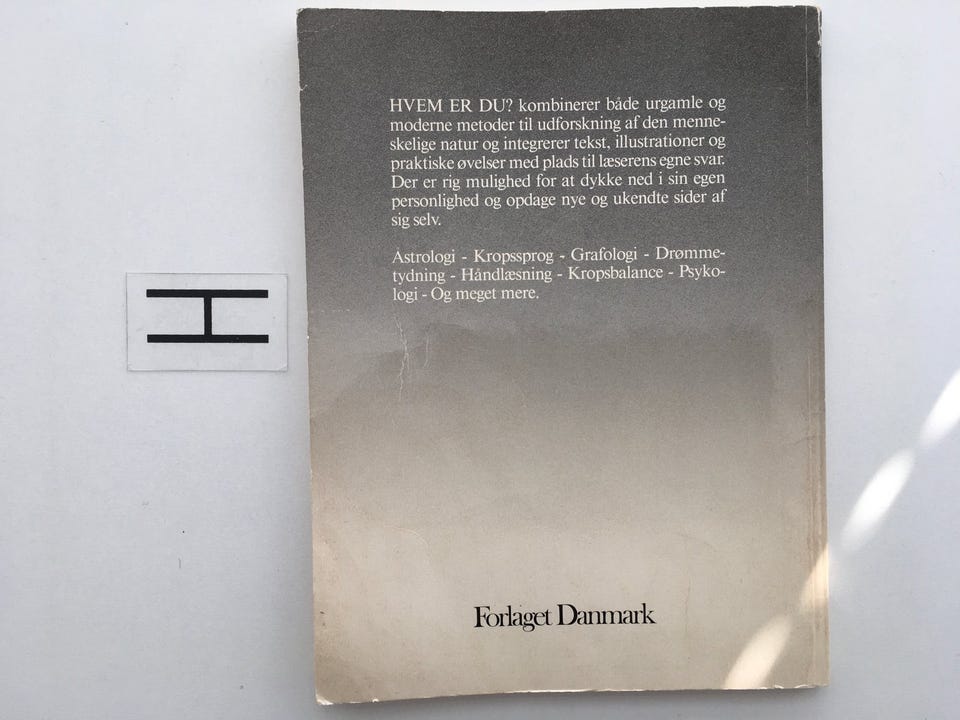 HVEM ER DU? kombinerer både urgamle og
moderne metoder til udforskning af den menne-
skelige natur og integrerer tekst, illustrationer og
praktiske øvelser med plads til læserens egne svar.
Der er rig mulighed for at dykke ned i sin egen
personlighed og opdage nye og ukendte sider af
sig selv.
Astrologi - Kropssprog - Grafologi - Drømme-
tydning - Håndlæsning - Kropsbalance - Psyko-
logi - Og meget mere.
H
Forlaget Danmark